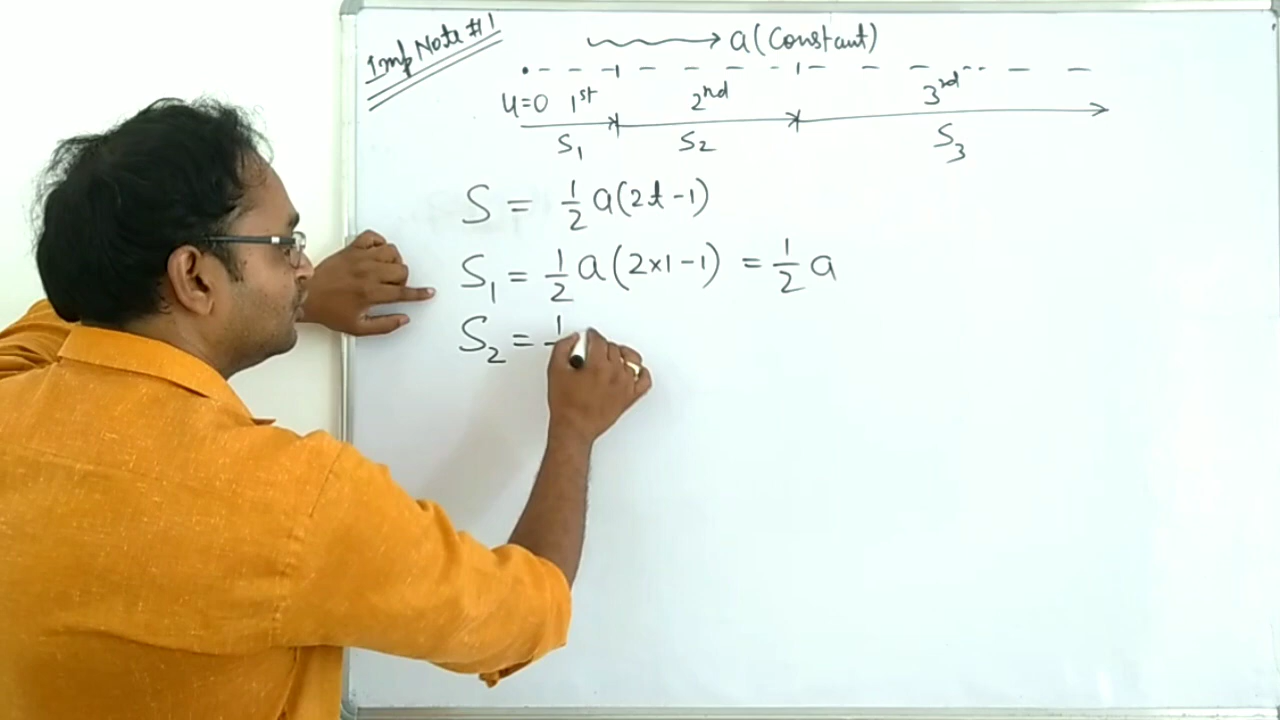 Imp Note #1
a (Constant)
u=0 1st 2nd 3rd
S1 S2 S3
S = 1/2 a(2t-1)
S1 = 1/2 a(2×1-1) = 1/2 a
S2 = 1